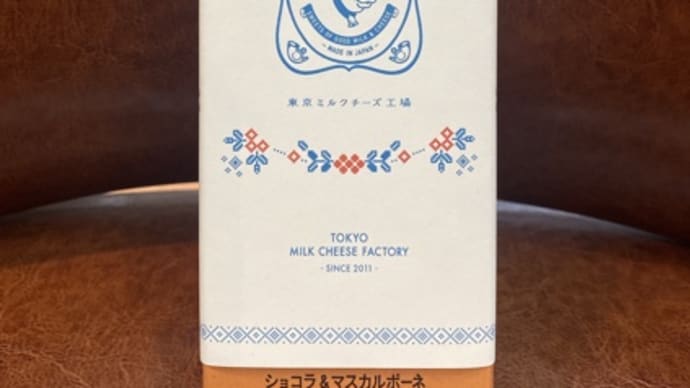 SWEETS OF GOOD MILK & CHEESE
- MADE IN JAPAN -
東京ミルクチーズ工場
TOKYO
MILK CHEESE FACTORY
- SINCE 2011 -
ショコラ&マスカルポーネ